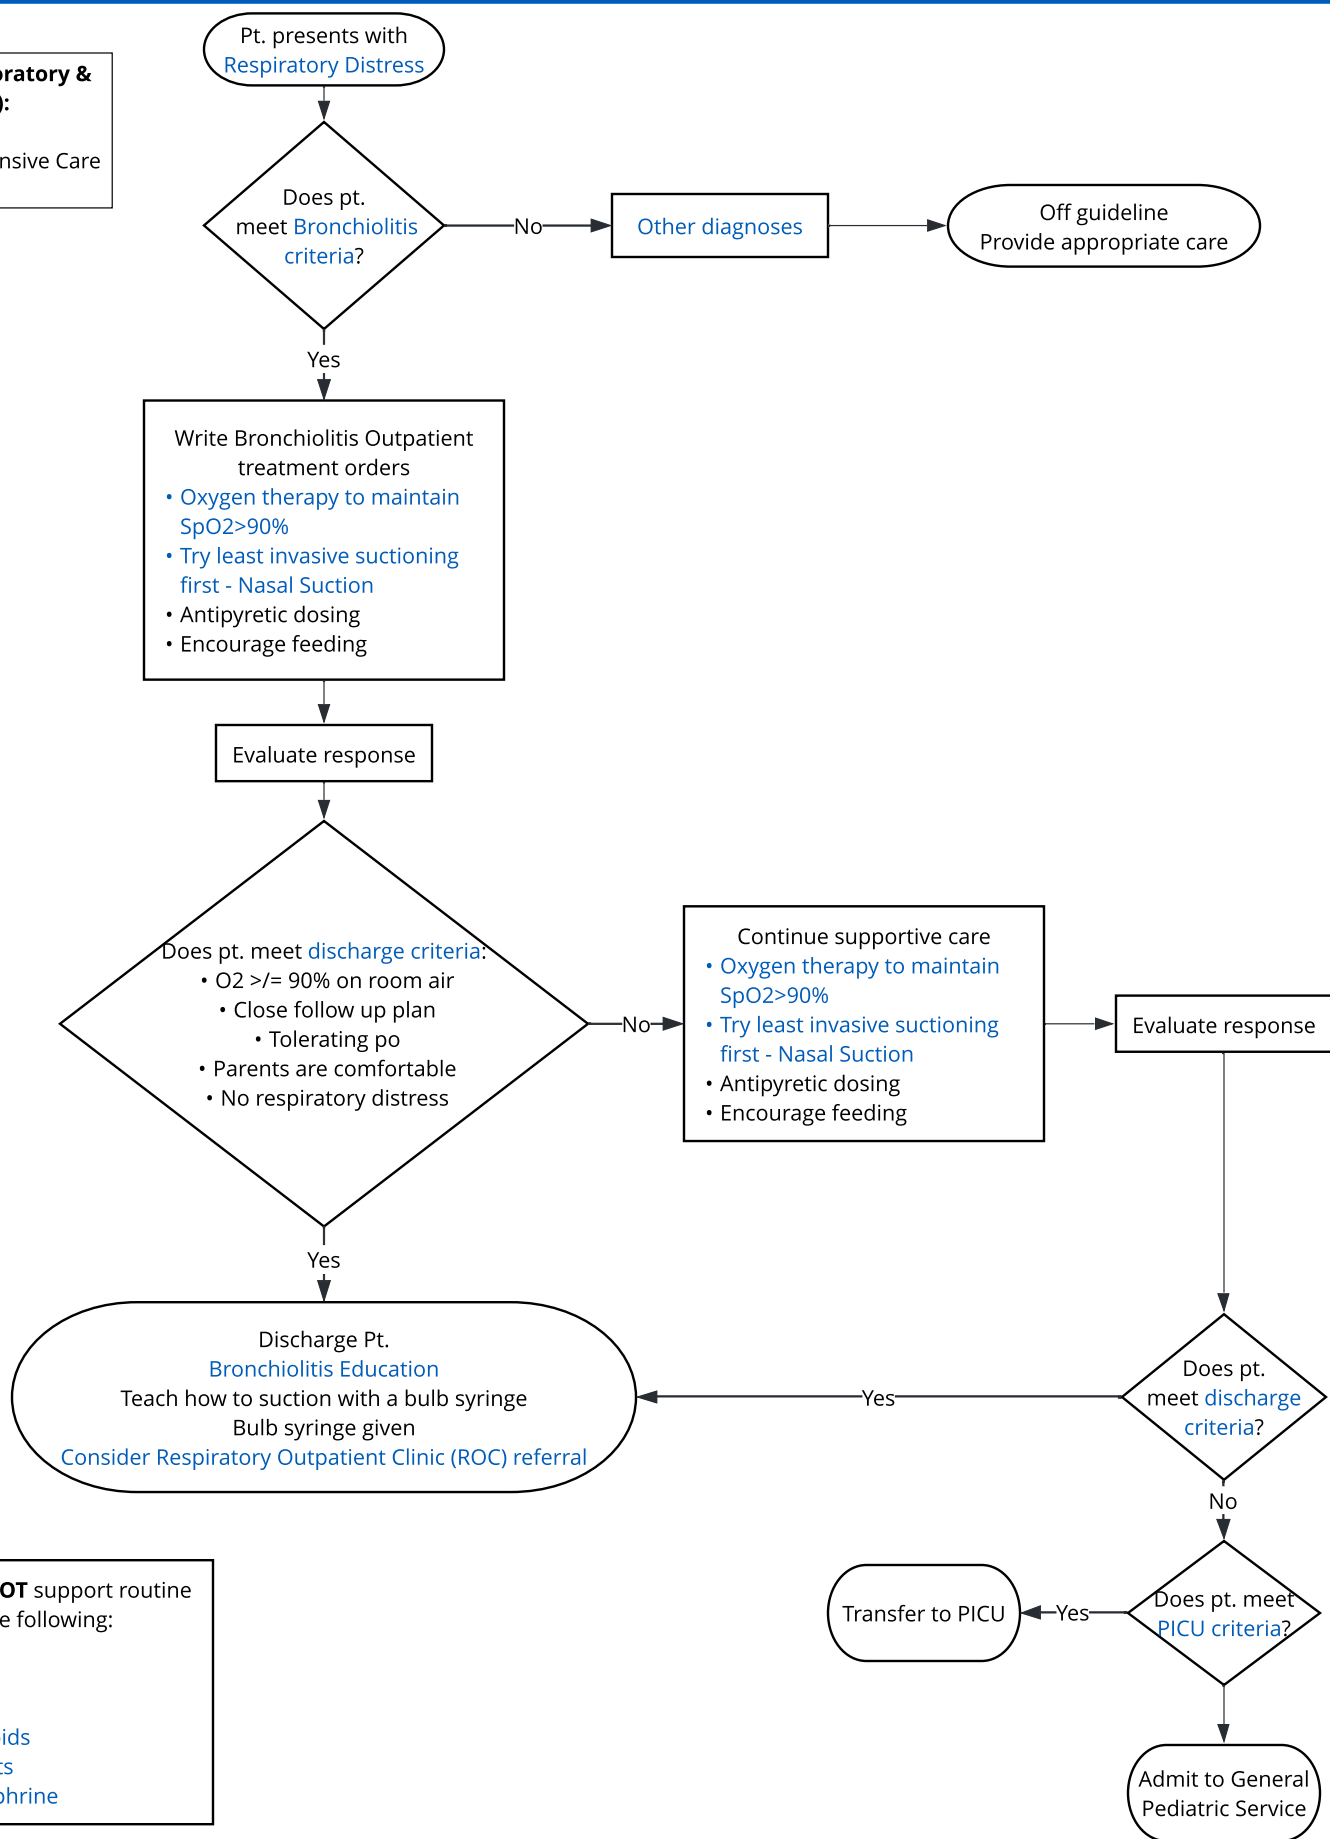 Pt. presents with
Respiratory Distress
&
):
Care
Does pt.
meet Bronchiolitis
criteria?
No
Other diagnoses
Off guideline
Provide appropriate care
Yes
Write Bronchiolitis Outpatient
treatment orders
• Oxygen therapy to maintain
SpO2>90%
• Try least invasive suctioning
first - Nasal Suction
• Antipyretic dosing
• Encourage feeding
Evaluate response
Does pt. meet discharge criteria:
• O2 >/= 90% on room air
• Close follow up plan
• Tolerating po
• Parents are comfortable
• No respiratory distress
No
Continue supportive care
• Oxygen therapy to maintain
SpO2>90%
• Try least invasive suctioning
first - Nasal Suction
• Antipyretic dosing
• Encourage feeding
Evaluate response
Yes
Discharge Pt.
Bronchiolitis Education
Teach how to suction with a bulb syringe
Bulb syringe given
Consider Respiratory Outpatient Clinic (ROC) referral
Yes
Does pt.
meet discharge
criteria?
No
Does pt. meet
PICU criteria?
Yes
Transfer to PICU
Admit to General
Pediatric Service
support routine
following: